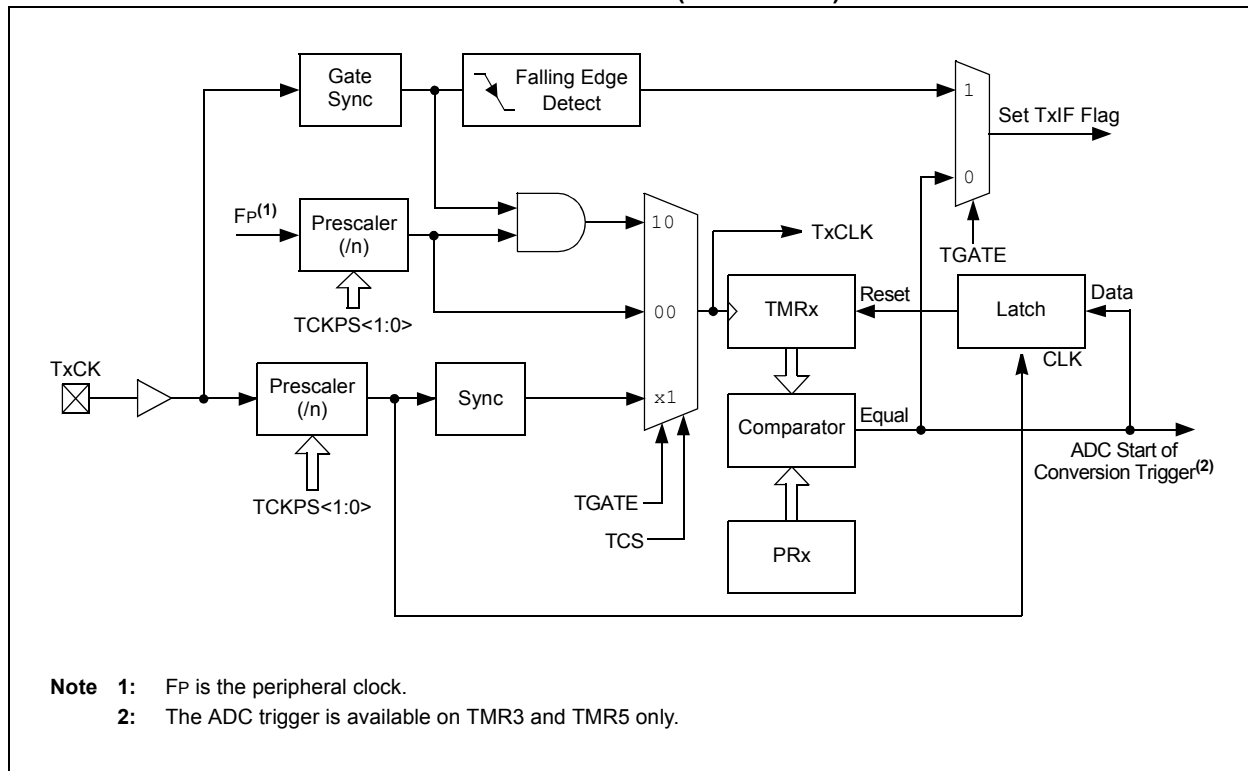 Gate
Sync
Falling Edge
Detect
1
Set TxIF Flag
0
FP(1)
Prescaler
(/n)
10
TxCLK
TGATE
TCKPS<1:0>
00
TMRx
Reset
Latch
Data
CLK
TxCK
Prescaler
(/n)
Sync
x1
Comparator
Equal
ADC Start of
Conversion Trigger(2)
TCKPS<1:0>
TGATE
TCS
PRx
Note 1: FP is the peripheral clock.
2: The ADC trigger is available on TMR3 and TMR5 only.